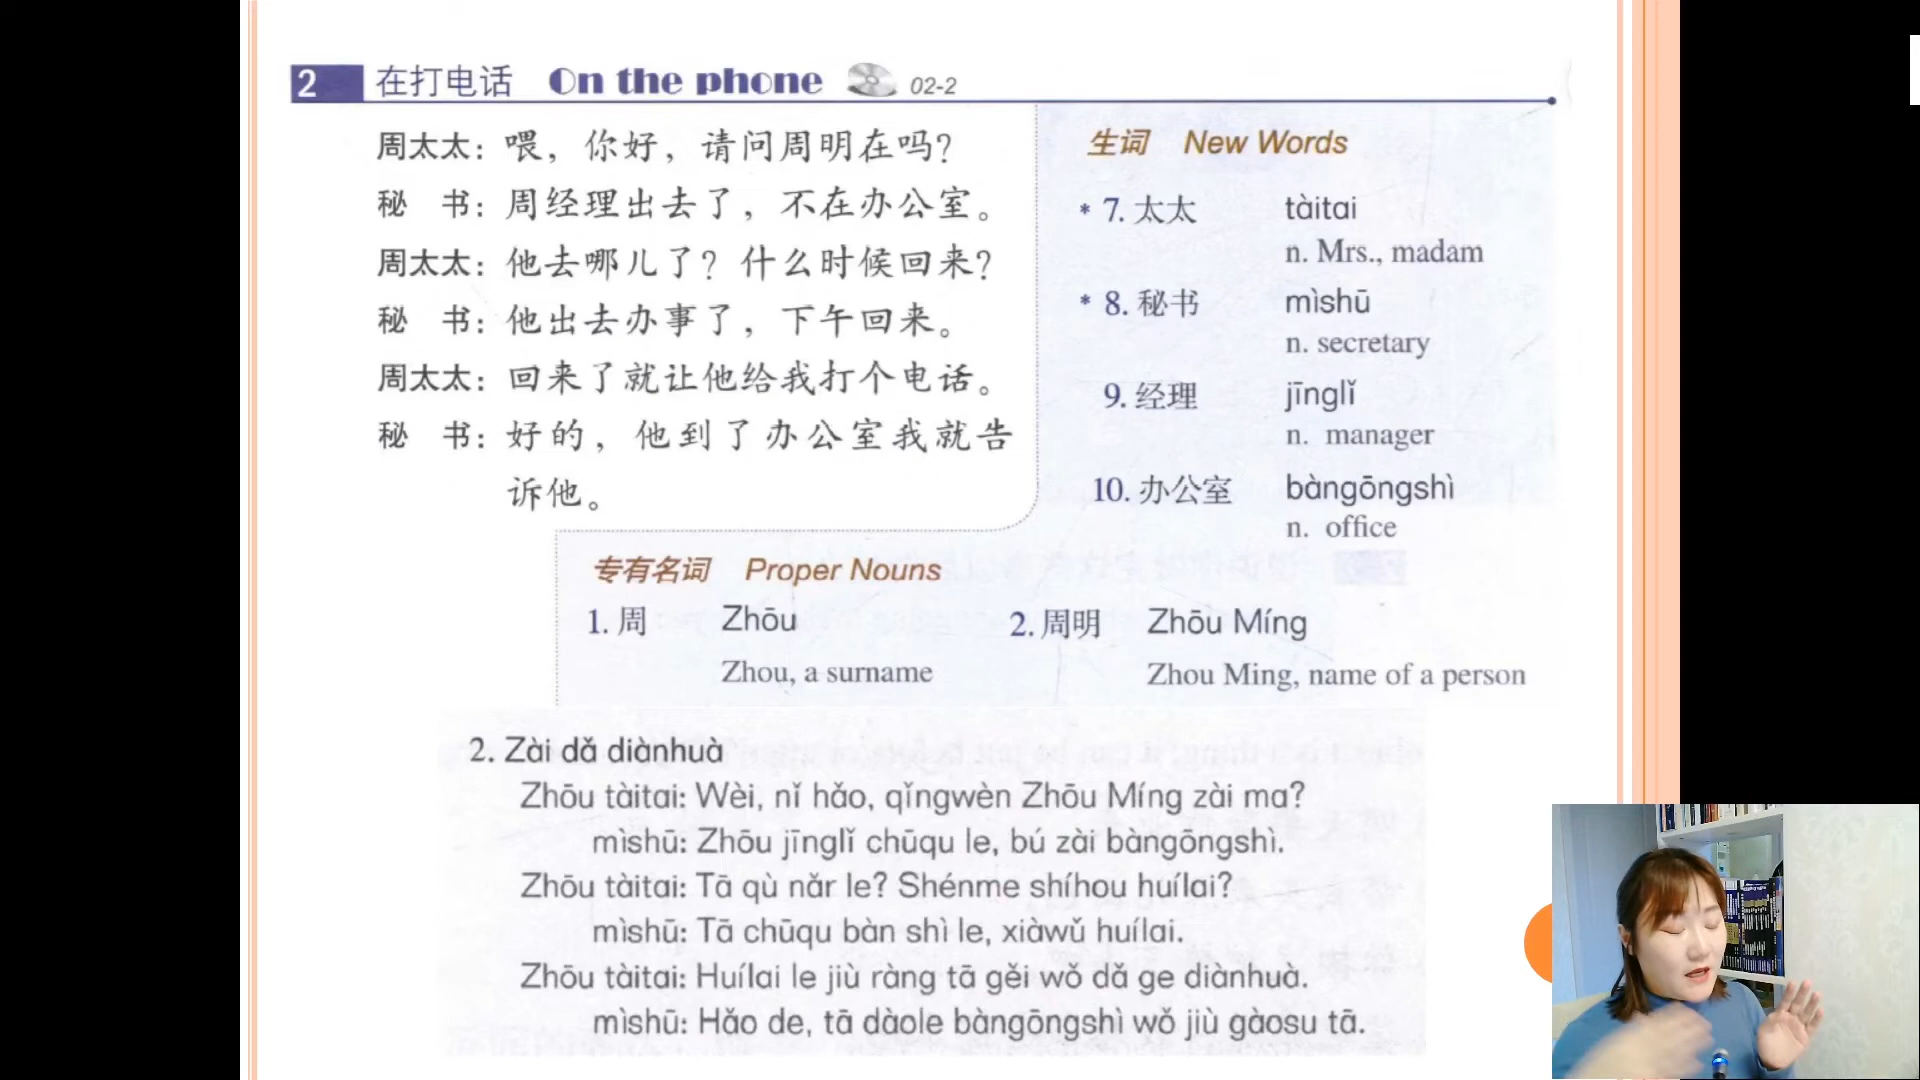 2 在打电话 On the phone 02-2
周太太：喂，你好，请问周明在吗？
秘 书：周经理出去了，不在办公室。
周太太：他去哪儿了？什么时候回来？
秘 书：他出去办事了，下午回来。
周太太：回来了就让他给我打个电话。
秘 书：好的，他到了办公室我就告
诉他。
生词 New Words
* 7. 太太 tàitai
n. Mrs., madam
* 8. 秘书 mìshū
n. secretary
9. 经理 jīnglǐ
n. manager
10. 办公室 bàngōngshì
n. office
专有名词 Proper Nouns
1. 周 Zhōu
Zhou, a surname
2. 周明 Zhōu Míng
Zhou Ming, name of a person
2. Zài dǎ diànhuà
Zhōu tàitai: Wèi, nǐ hǎo, qǐngwèn Zhōu Míng zài ma?
mìshū: Zhōu jīnglǐ chūqu le, bú zài bàngōngshì.
Zhōu tàitai: Tā qù nǎr le? Shénme shíhou huílai?
mìshū: Tā chūqu bàn shì le, xiàwǔ huílai.
Zhōu tàitai: Huílai le jiù ràng tā gěi wǒ dǎ ge diànhuà.
mìshū: Hǎo de, tā dàole bàngōngshì wǒ jiù gàosu tā.